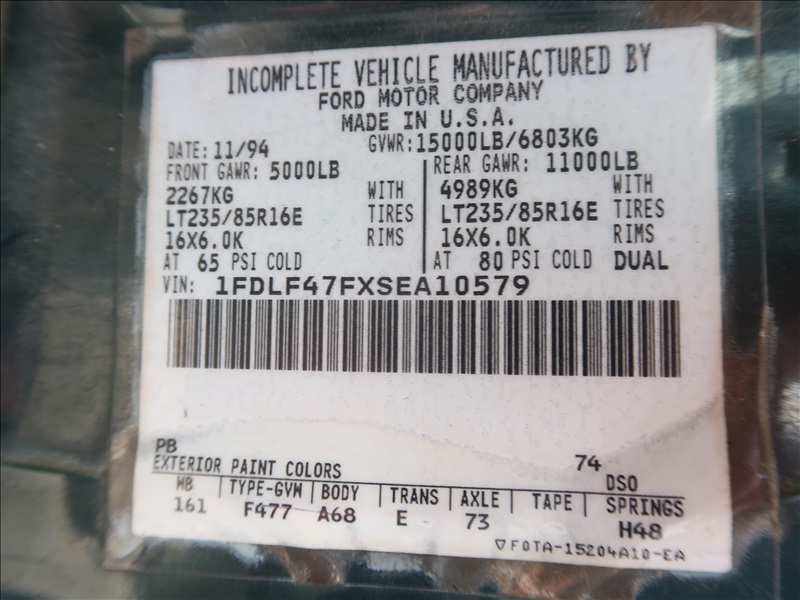 INCOMPLETE VEHICLE MANUFACTURED BY
FORD MOTOR COMPANY
MADE IN U.S.A.
DATE: 11/94 GVWR: 15000LB/6803KG
FRONT GAWR: 5000LB REAR GAWR: 11000LB
2267KG WITH 4989KG WITH
LT235/85R16E TIRES LT235/85R16E TIRES
16X6.0K RIMS 16X6.0K RIMS
AT 65 PSI COLD AT 80 PSI COLD DUAL
VIN: 1FDLF47FXSEA10579
PB 74
EXTERIOR PAINT COLORS DSO
WB TYPE-GVW BODY TRANS AXLE TAPE SPRINGS
161 F477 A68 E 73 H48
▽ F0TA-15204A10-EA